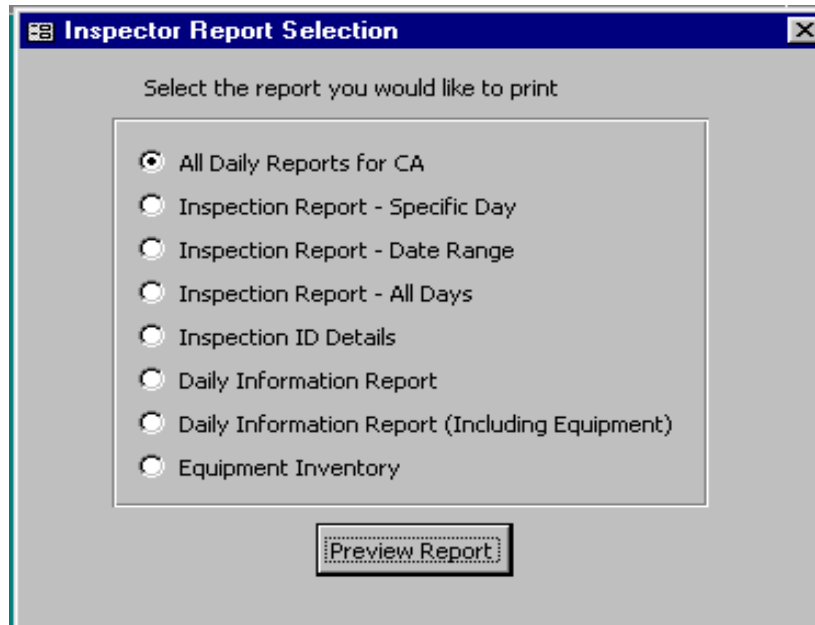 Inspector Report Selection
Select the report you would like to print
All Daily Reports for CA
Inspection Report - Specific Day
Inspection Report - Date Range
Inspection Report - All Days
Inspection ID Details
Daily Information Report
Daily Information Report (Including Equipment)
Equipment Inventory
Preview Report